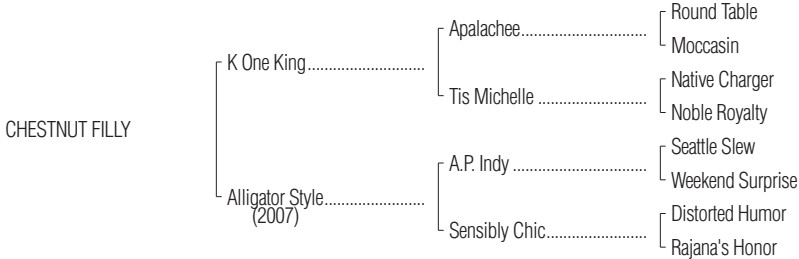 Round Table
Apalachee..............................
Moccasin
K One King............................
Native Charger
Tis Michelle ..........................
Noble Royalty
CHESTNUT FILLY
Seattle Slew
A.P. Indy ................................
Weekend Surprise
Alligator Style........................
(2007)
Distorted Humor
Sensibly Chic........................
Rajana's Honor